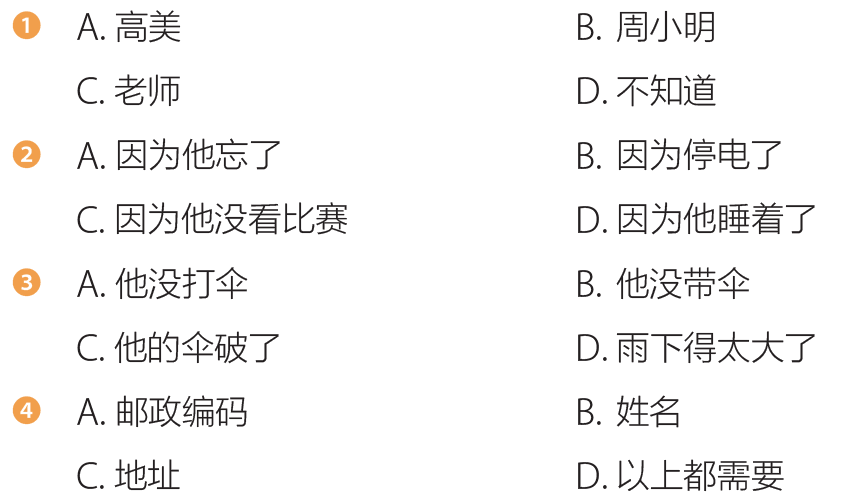 1 A. 高美 B. 周小明
C. 老师 D. 不知道
2 A. 因为他忘了 B. 因为停电了
C. 因为他没看比赛 D. 因为他睡着了
3 A. 他没打伞 B. 他没带伞
C. 他的伞破了 D. 雨下得太大了
4 A. 邮政编码 B. 姓名
C. 地址 D. 以上都需要